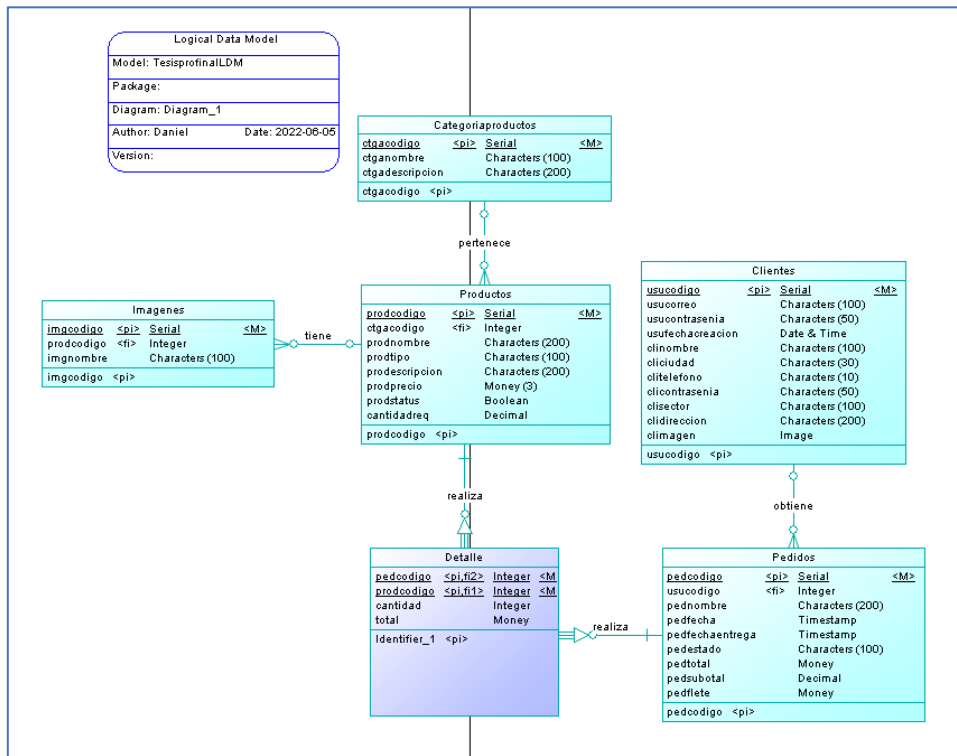 Logical Data Model
Model: TesisprofinalLDM
Package:
Diagram: Diagram_1
Author: Daniel Date: 2022-06-05
Version:
Categoriaproductos
ctgacodigo <pi> Serial <M>
ctganombre Characters (100)
ctgadescripcion Characters (200)
ctgacodigo <pi>
pertenece
Imagenes
imgcodigo <pi> Serial <M>
prodcodigo <fi> Integer
imgnombre Characters (100)
imgcodigo <pi>
tiene
Productos
prodcodigo <pi> Serial <M>
ctgacodigo <fi> Integer
prodnombre Characters (200)
prodtipo Characters (100)
prodescripcion Characters (200)
prodprecio Money (3)
prodstatus Boolean
cantidadreq Decimal
prodcodigo <pi>
Clientes
usucodigo <pi> Serial <M>
usucorreo Characters (100)
usucontrasenia Characters (50)
usufechacreacion Date & Time
clinombre Characters (100)
cliciudad Characters (30)
clitelefono Characters (10)
clicontrasenia Characters (50)
clisector Characters (100)
clidireccion Characters (200)
climagen Image
usucodigo <pi>
realiza
obtiene
Detalle
pedcodigo <pi,fi2> Integer <M
prodcodigo <pi,fi1> Integer <M
cantidad Integer
total Money
Identifier_1 <pi>
realiza
Pedidos
pedcodigo <pi> Serial <M>
usucodigo <fi> Integer
pednombre Characters (200)
pedfecha Timestamp
pedfechaentrega Timestamp
pedestado Characters (100)
pedtotal Money
pedsubotal Decimal
pedflete Money
pedcodigo <pi>